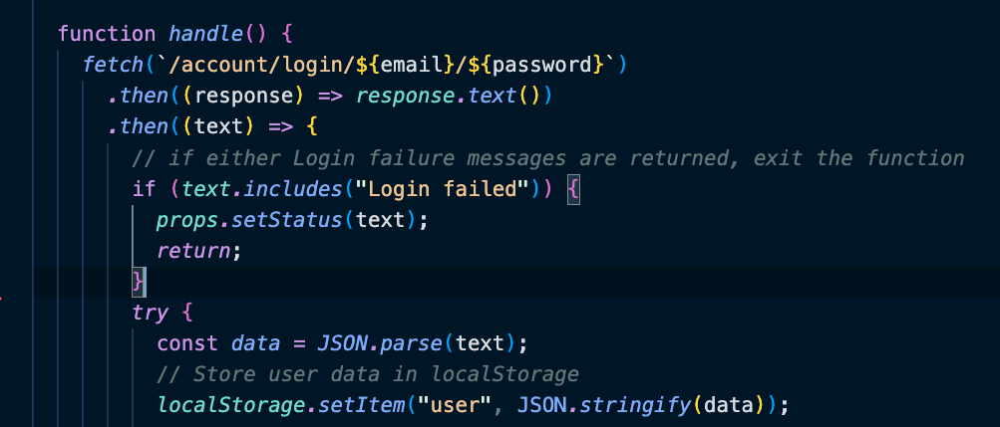 function handle() {
fetch(`/account/login/${email}/${password}`)
.then((response) => response.text())
.then((text) => {
// if either Login failure messages are returned, exit the function
if (text.includes("Login failed")) {
props.setStatus(text);
return;
}
try {
const data = JSON.parse(text);
// Store user data in localStorage
localStorage.setItem("user", JSON.stringify(data));